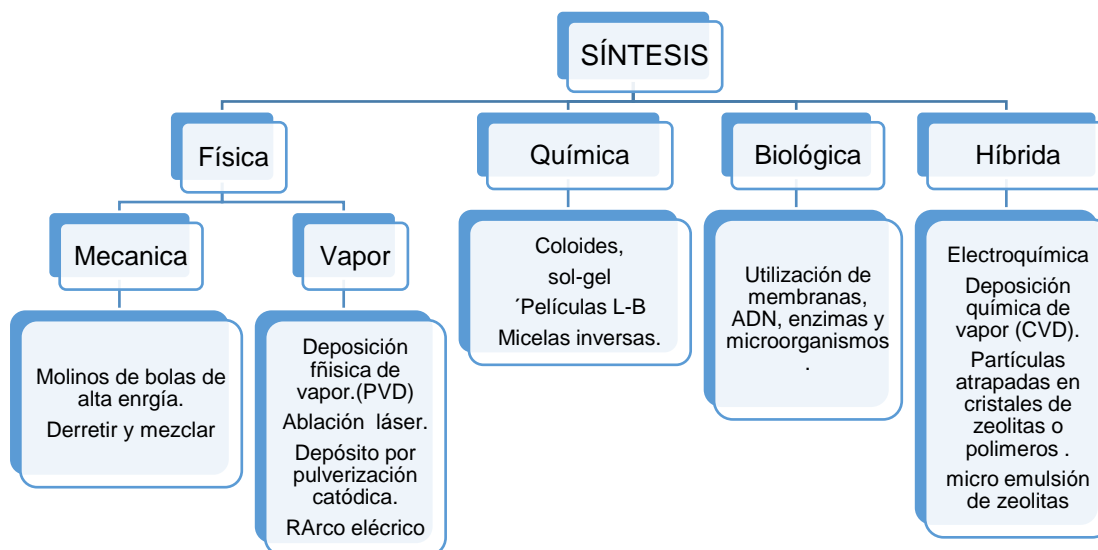 SÍNTESIS
Física
Química
Biológica
Híbrida
Mecanica
Vapor
Molinos de bolas de
alta enrgía.
Derretir y mezclar
Deposición
fñisica de
vapor.(PVD)
Ablación láser.
Depósito por
pulverización
catódica.
RArco eléctrico
Coloides,
sol-gel
´Películas L-B
Micelas inversas.
Utilización de
membranas,
ADN, enzimas y
microorganismos
.
Electroquímica
Deposición
química de
vapor (CVD).
Partículas
atrapadas en
cristales de
zeolitas o
polimeros .
micro emulsión
de zeolitas